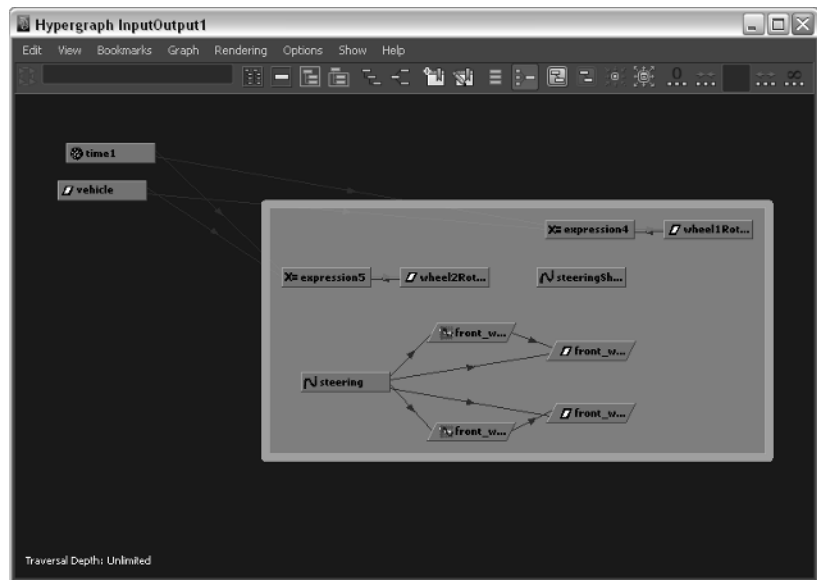 Hypergraph InputOutput1
Edit View Bookmarks Graph Rendering Options Show Help
time1
vehicle
X= expression4
wheel1Rot...
X= expression5
wheel2Rot...
steeringSh...
front_w...
front_w...
steering
front_w...
front_w...
Traversal Depth: Unlimited